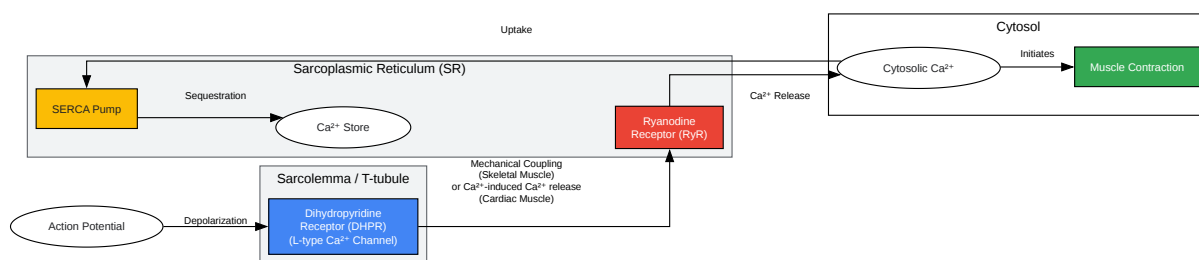 Cytosol
Uptake
Initiates
Cytosolic Ca²⁺
Muscle Contraction
Sarcoplasmic Reticulum (SR)
SERCA Pump
Sequestration
Ca²⁺ Store
Ca²⁺ Release
Ryanodine
Receptor (RyR)
Mechanical Coupling
(Skeletal Muscle)
or Ca²⁺-induced Ca²⁺ release
(Cardiac Muscle)
Sarcolemma / T-tubule
Action Potential
Depolarization
Dihydropyridine
Receptor (DHPR)
(L-type Ca²⁺ Channel)